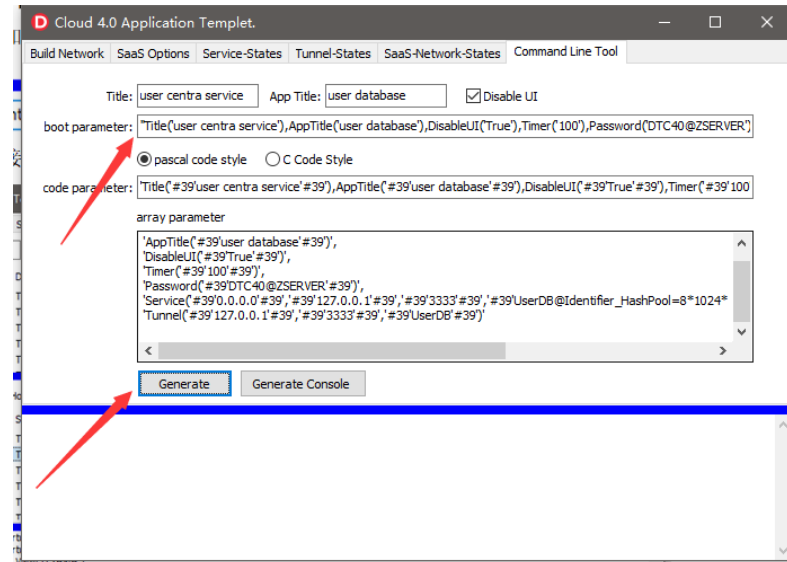 D Cloud 4.0 Application Templet.
Build Network SaaS Options Service-States Tunnel-States SaaS-Network-States Command Line Tool
Title: user centra service App Title: user database Disable UI
boot parameter: "Title('user centra service'),AppTitle('user database'),DisableUI('True'),Timer('100'),Password('DTC40@ZSERVER')
pascal code style C Code Style
code parameter: 'Title('#39'user centra service'#39'),AppTitle('#39'user database'#39'),DisableUI('#39'True'#39'),Timer('#39'100
array parameter
'AppTitle('#39'user database'#39')',
'DisableUI('#39'True'#39')',
'Timer('#39'100'#39')',
'Password('#39'DTC40@ZSERVER'#39')',
'Service('#39'0.0.0.0'#39','#39'127.0.0.1'#39','#39'3333'#39','#39'UserDB@Identifier_HashPool=8*1024*
'Tunnel('#39'127.0.0.1'#39','#39'3333'#39','#39'UserDB'#39')'
Generate Generate Console